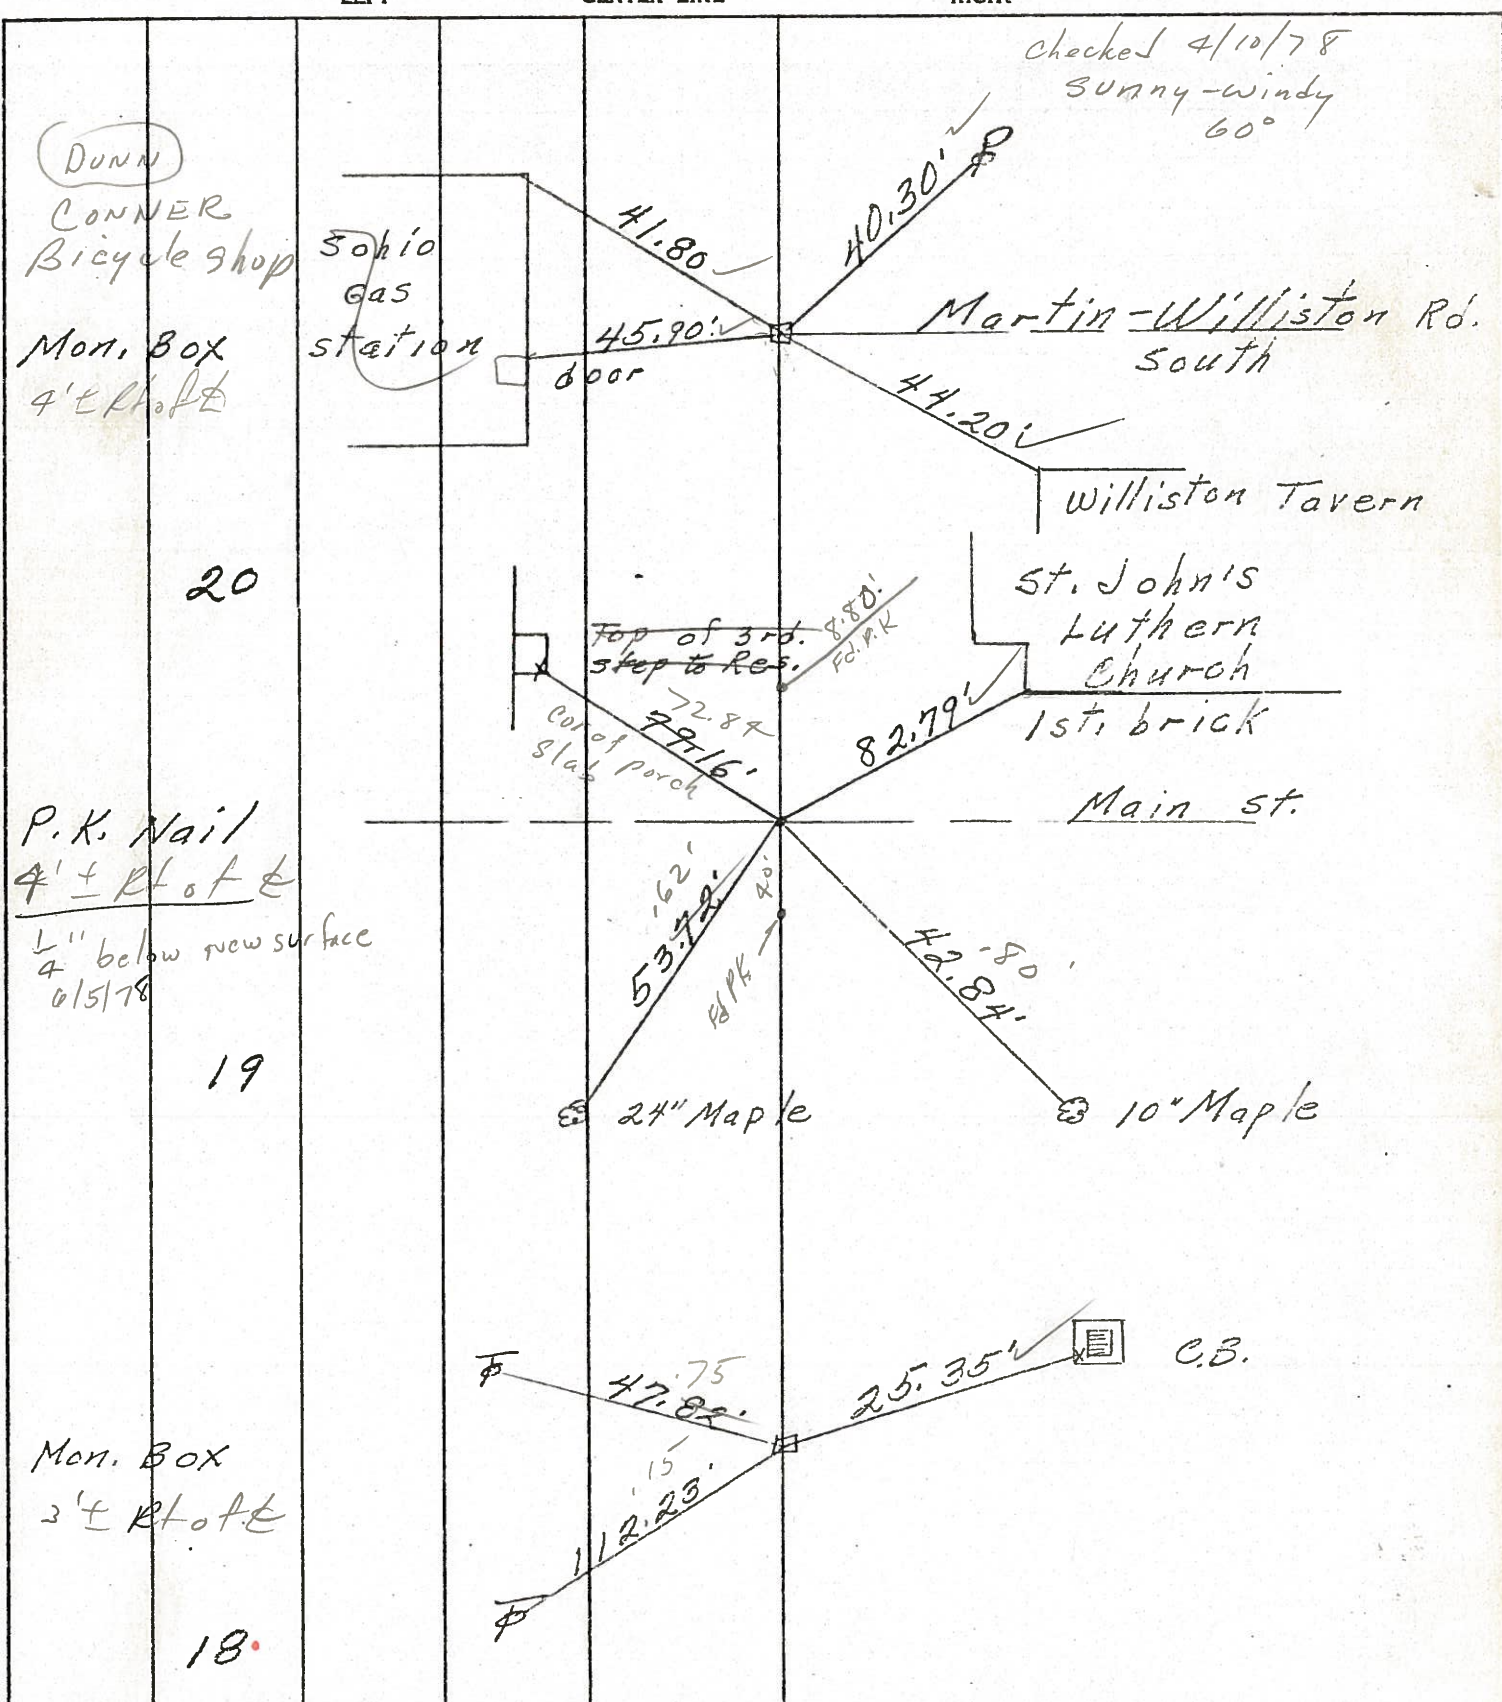 checked 4/10/78
sunny-windy
60°
DUNN
CONNER
Bicycle shop
Sohio
Gas
station
41.80
40.30'
Mon. Box
4'± Rt of ℄
45.90'
door
Martin-Williston Rd.
South
44.20'
Williston Tavern
20
Top of 3rd.
step to Res.
8.80'
Fd. P.K
St. John's
Luthern
Church
1st. brick
72.84
79.16'
Cor of
Slab Porch
82.79'
Main St.
P.K. Nail
4' ± Rt of ℄
1/4" below new surface
6/5/78
.62'
53.72'
40'
Fd PK
.80'
42.84'
19
24" Maple
10" Maple
.75
47.82'
25.35'
C.B.
Mon. Box
3'± Rt of ℄
.15
112.23'
18